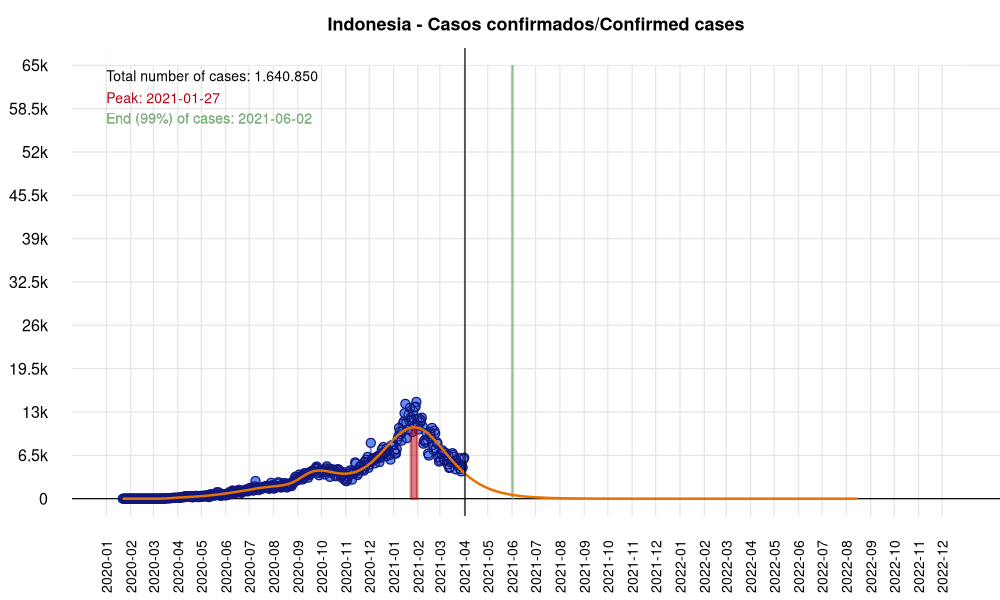 Indonesia - Casos confirmados/Confirmed cases
Total number of cases: 1.640.850
Peak: 2021-01-27
End (99%) of cases: 2021-06-02
65k
58.5k
52k
45.5k
39k
32.5k
26k
19.5k
13k
6.5k
0
2020-01
2020-02
2020-03
2020-04
2020-05
2020-06
2020-07
2020-08
2020-09
2020-10
2020-11
2020-12
2021-01
2021-02
2021-03
2021-04
2021-05
2021-06
2021-07
2021-08
2021-09
2021-10
2021-11
2021-12
2022-01
2022-02
2022-03
2022-04
2022-05
2022-06
2022-07
2022-08
2022-09
2022-10
2022-11
2022-12